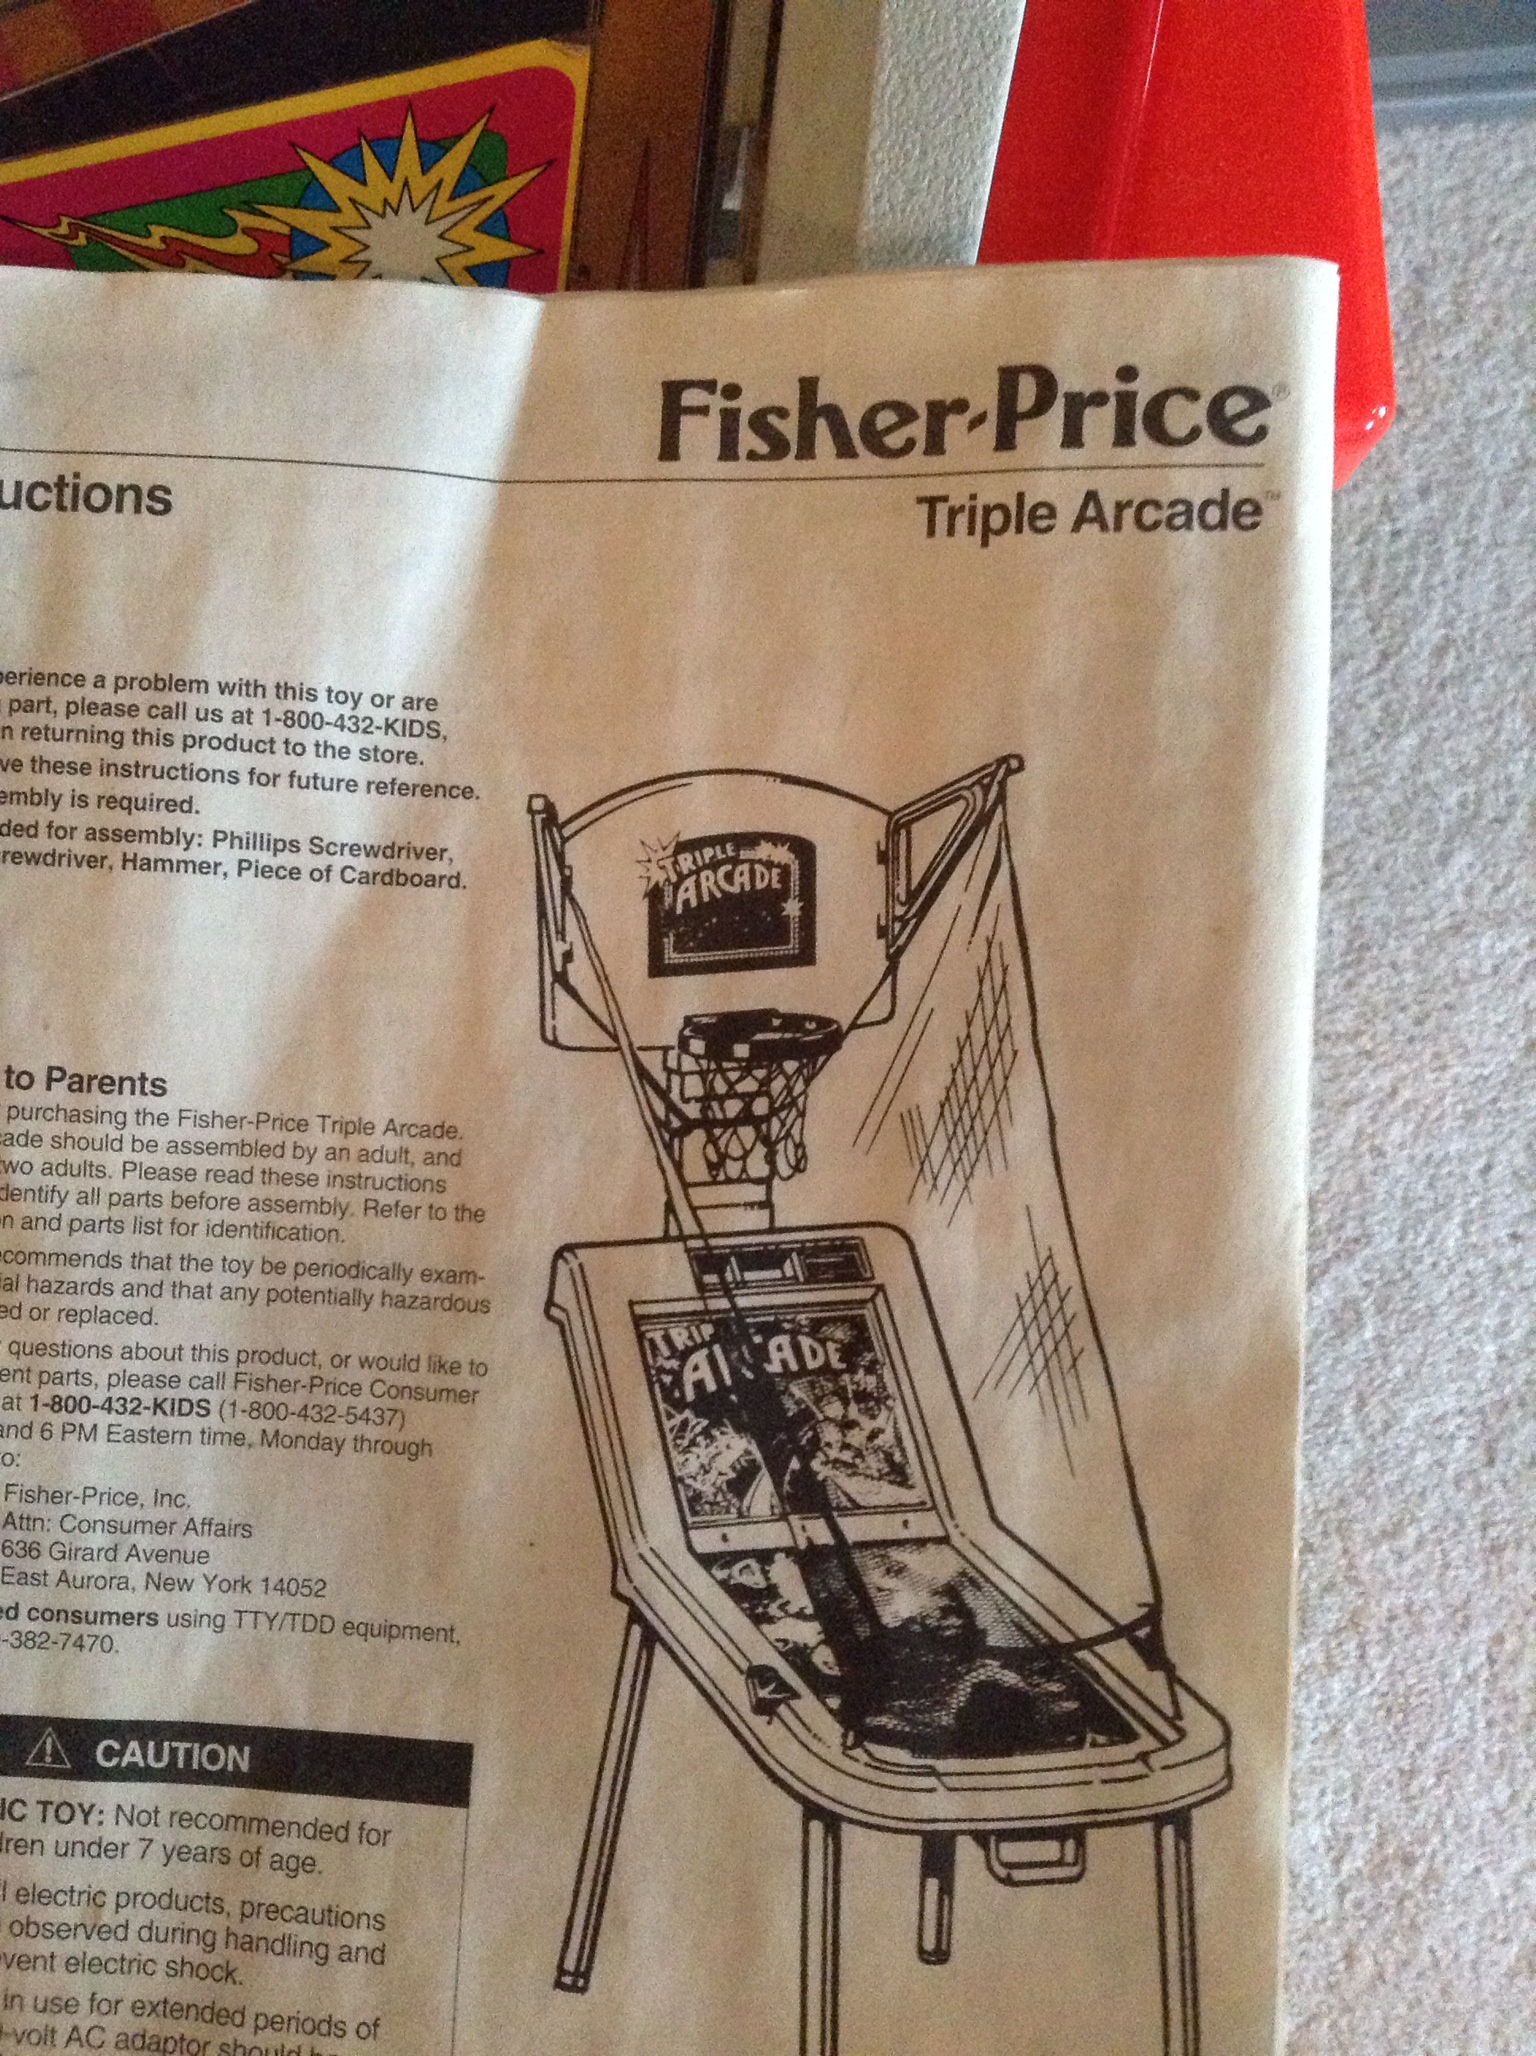 Fisher-Price®
Triple Arcade™
uctions
perience a problem with this toy or are
part, please call us at 1-800-432-KIDS,
n returning this product to the store.
ve these instructions for future reference.
embly is required.
ded for assembly: Phillips Screwdriver,
rewdriver, Hammer, Piece of Cardboard.
TRIPLE
ARCADE
to Parents
purchasing the Fisher-Price Triple Arcade.
cade should be assembled by an adult, and
two adults. Please read these instructions
dentify all parts before assembly. Refer to the
n and parts list for identification.
ecommends that the toy be periodically exam-
ial hazards and that any potentially hazardous
ed or replaced.
questions about this product, or would like to
ent parts, please call Fisher-Price Consumer
at 1-800-432-KIDS (1-800-432-5437)
and 6 PM Eastern time, Monday through
o:
Fisher-Price, Inc.
Attn: Consumer Affairs
636 Girard Avenue
East Aurora, New York 14052
ed consumers using TTY/TDD equipment,
-382-7470.
TRIP
ARCADE
⚠ CAUTION
IC TOY: Not recommended for
dren under 7 years of age.
l electric products, precautions
observed during handling and
vent electric shock.
in use for extended periods of
-volt AC adaptor should